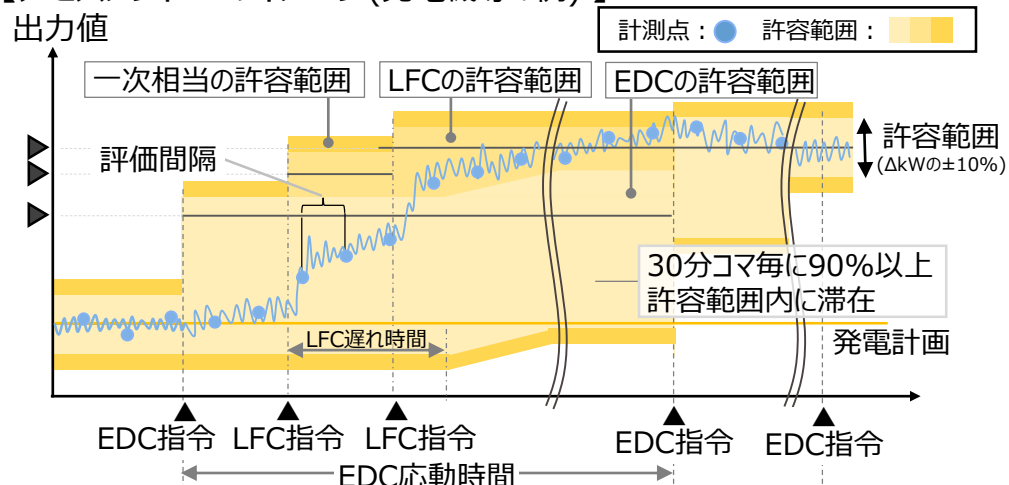 出力値
計測点：
許容範囲：
一次相当の許容範囲
LFCの許容範囲
EDCの許容範囲
評価間隔
許容範囲
(ΔkWの±10%)
30分コマ毎に90%以上
許容範囲内に滞在
LFC遅れ時間
発電計画
EDC指令
LFC指令
LFC指令
EDC指令
EDC指令
EDC応動時間